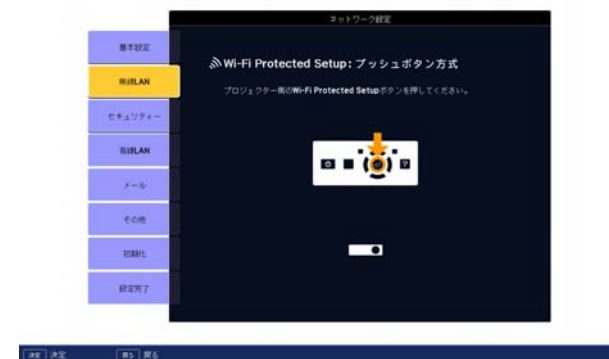 ネットワーク設定
基本設定
無線LAN
セキュリティー
有線LAN
メール
その他
初期化
設定完了
Wi-Fi Protected Setup: プッシュボタン方式
プロジェクター側のWi-Fi Protected Setupボタンを押してください。
?
決定 決定
戻る 戻る